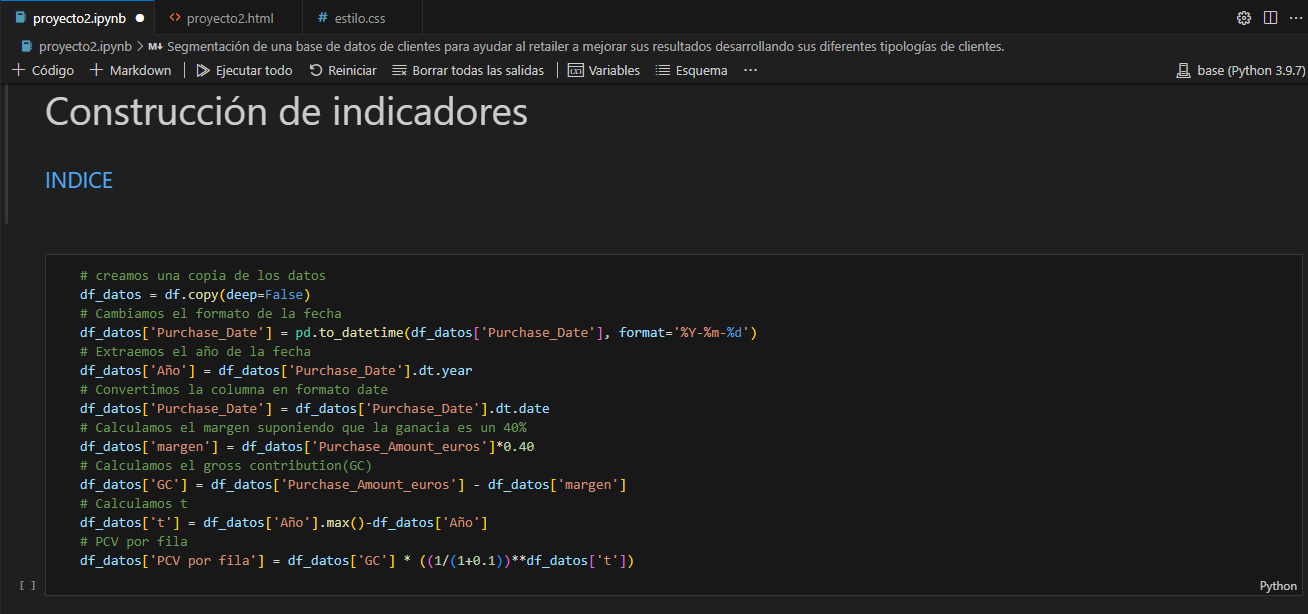 proyecto2.ipynb ● <> proyecto2.html # estilo.css
proyecto2.ipynb > M↓ Segmentación de una base de datos de clientes para ayudar al retailer a mejorar sus resultados desarrollando sus diferentes tipologías de clientes.
+ Código + Markdown | Ejecutar todo Reiniciar Borrar todas las salidas | Variables Esquema ··· base (Python 3.9.7)
Construcción de indicadores
INDICE
# creamos una copia de los datos
df_datos = df.copy(deep=False)
# Cambiamos el formato de la fecha
df_datos['Purchase_Date'] = pd.to_datetime(df_datos['Purchase_Date'], format='%Y-%m-%d')
# Extraemos el año de la fecha
df_datos['Año'] = df_datos['Purchase_Date'].dt.year
# Convertimos la columna en formato date
df_datos['Purchase_Date'] = df_datos['Purchase_Date'].dt.date
# Calculamos el margen suponiendo que la ganacia es un 40%
df_datos['margen'] = df_datos['Purchase_Amount_euros']*0.40
# Calculamos el gross contribution(GC)
df_datos['GC'] = df_datos['Purchase_Amount_euros'] - df_datos['margen']
# Calculamos t
df_datos['t'] = df_datos['Año'].max()-df_datos['Año']
# PCV por fila
df_datos['PCV por fila'] = df_datos['GC'] * ((1/(1+0.1))**df_datos['t'])
[ ] Python